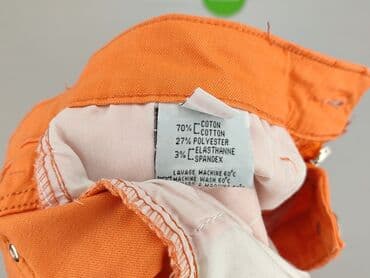 70% COTON
COTTON
27% POLYESTER
3% ELASTHANNE
SPANDEX
LAVAGE MACHINE 60°C
MACHINE WASH 60°C